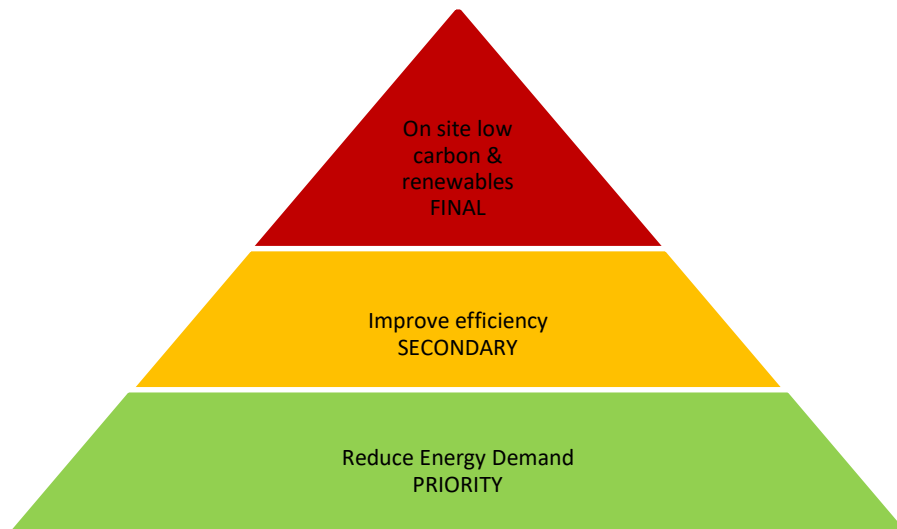 On site low
carbon &
renewables
FINAL
Improve efficiency
SECONDARY
Reduce Energy Demand
PRIORITY